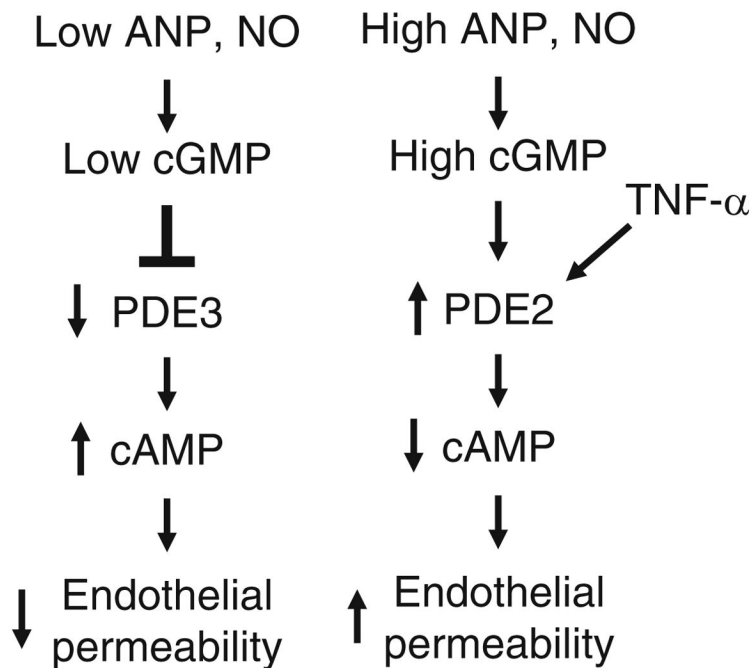 Low ANP, NO
Low cGMP
↓ PDE3
↑ cAMP
↓ Endothelial
permeability
High ANP, NO
High cGMP
TNF-α
↑ PDE2
↓ cAMP
↑ Endothelial
permeability